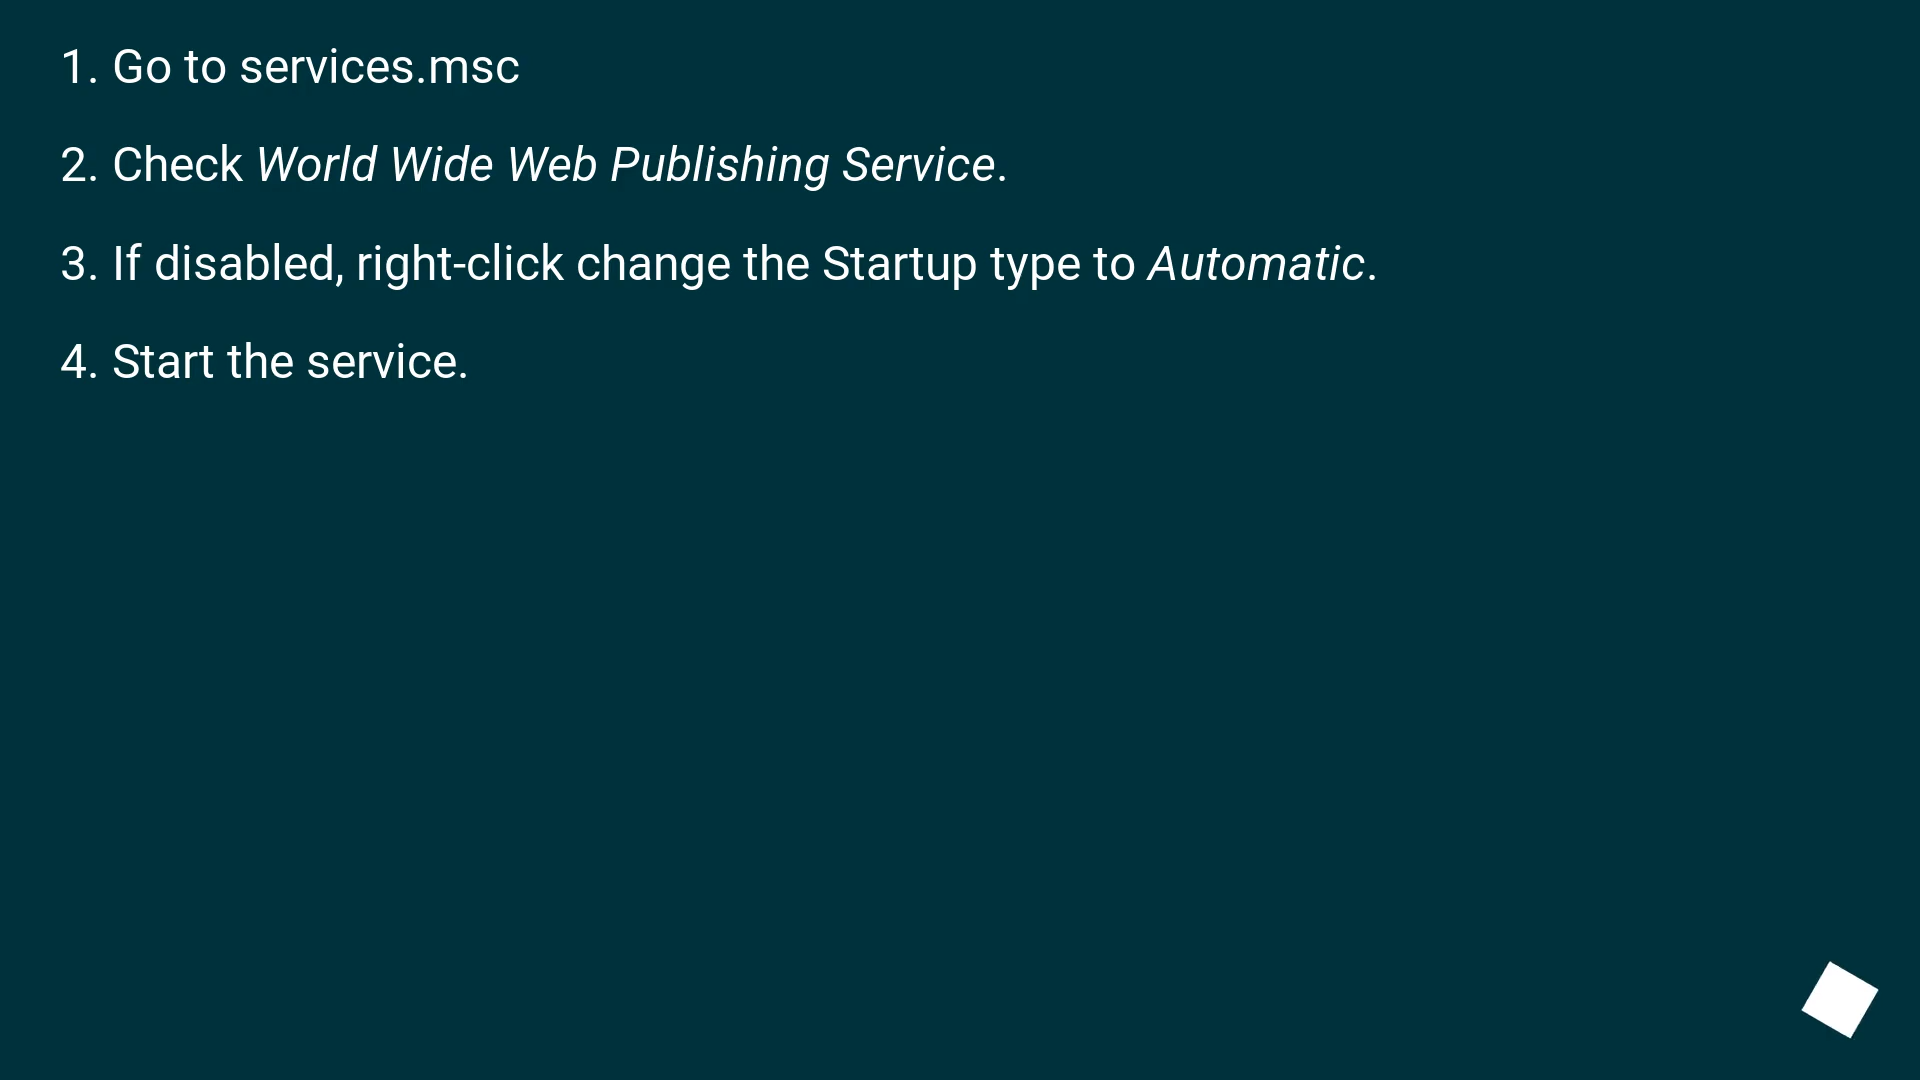 1. Go to services.msc
2. Check World Wide Web Publishing Service.
3. If disabled, right-click change the Startup type to Automatic.
4. Start the service.